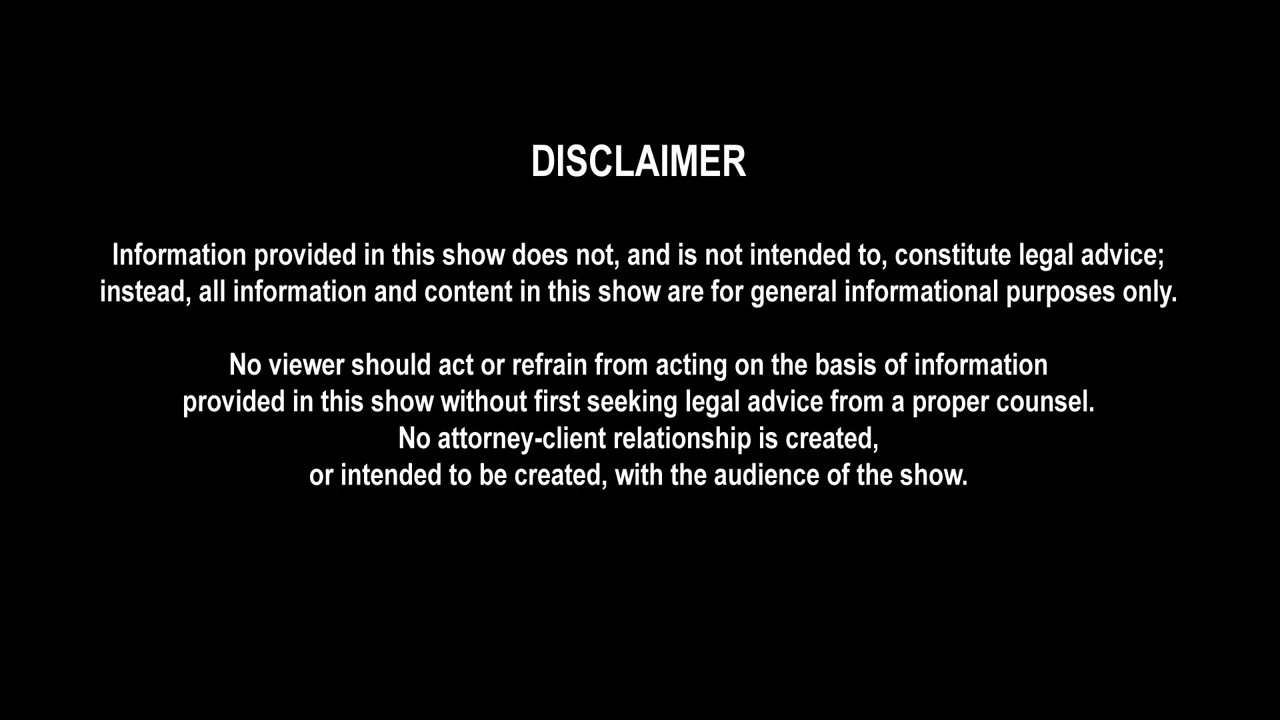 DISCLAIMER
Information provided in this show does not, and is not intended to, constitute legal advice;
instead, all information and content in this show are for general informational purposes only.
No viewer should act or refrain from acting on the basis of information
provided in this show without first seeking legal advice from a proper counsel.
No attorney-client relationship is created,
or intended to be created, with the audience of the show.